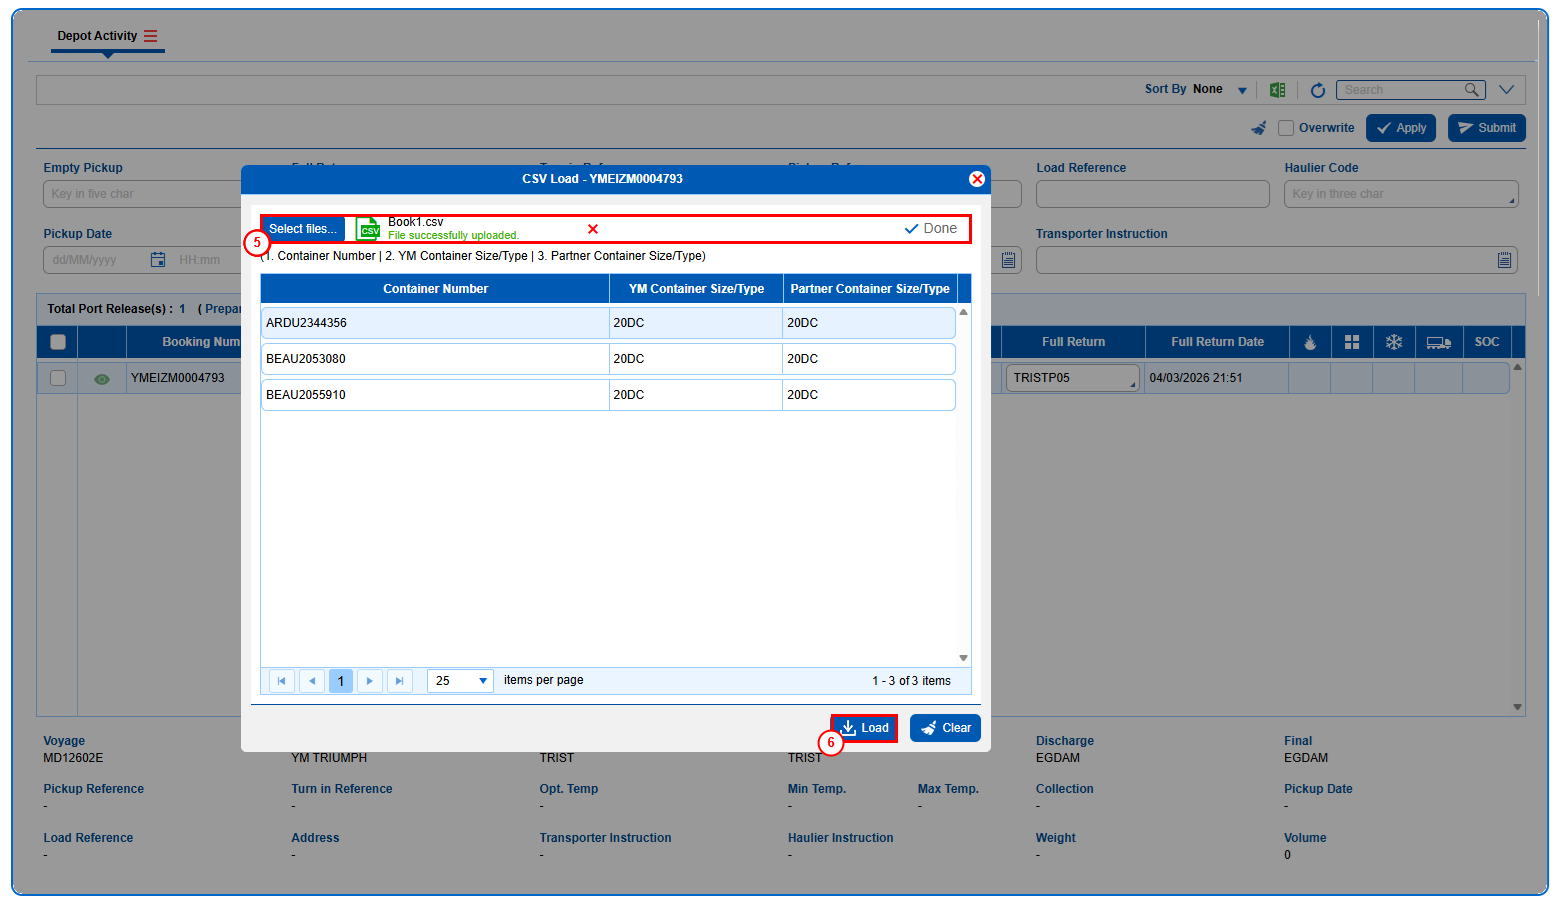 Depot Activity
Sort By None
Search
Overwrite
Apply
Submit
Empty Pickup
Load Reference
Haulier Code
Key in five char
Key in three char
Pickup Date
Transporter Instruction
dd/MM/yyyy
HH:mm
CSV Load - YMEIZM0004793
Select files...
Book1.csv
File successfully uploaded.
Done
5
(1. Container Number | 2. YM Container Size/Type | 3. Partner Container Size/Type)
Container Number
YM Container Size/Type
Partner Container Size/Type
ARDU2344356
20DC
20DC
BEAU2053080
20DC
20DC
BEAU2055910
20DC
20DC
1
25
items per page
1 - 3 of 3 items
6
Load
Clear
Total Port Release(s) : 1 ( Prepar
Booking Num
Full Return
Full Return Date
SOC
YMEIZM0004793
TRISTP05
04/03/2026 21:51
Voyage
Discharge
Final
MD12602E
YM TRIUMPH
TRIST
TRIST
EGDAM
EGDAM
Pickup Reference
Turn in Reference
Opt. Temp
Min Temp.
Max Temp.
Collection
Pickup Date
-
-
-
-
-
-
-
Load Reference
Address
Transporter Instruction
Haulier Instruction
Weight
Volume
-
-
-
-
-
0